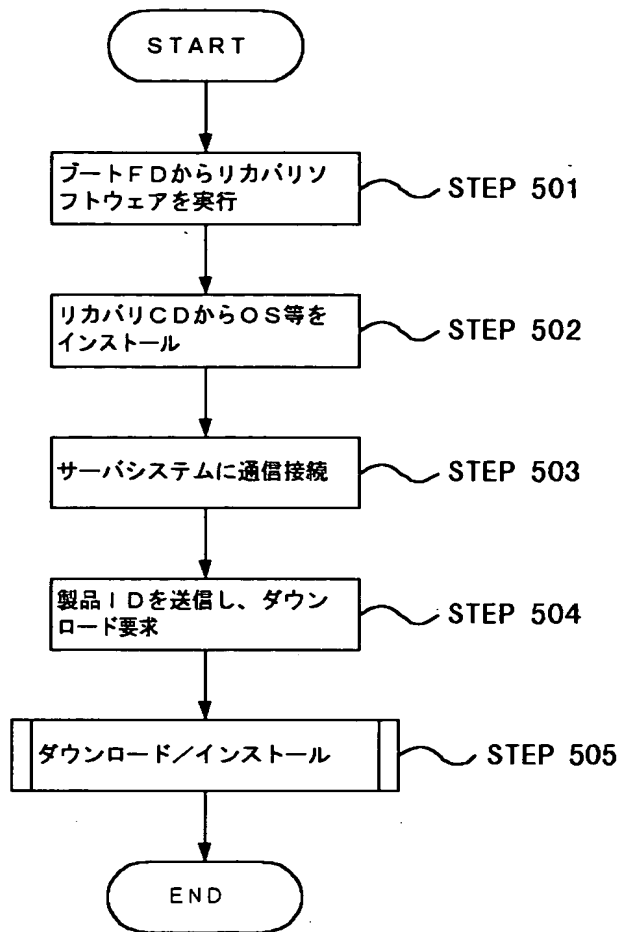 START
ブートFDからリカバリソ
フトウェアを実行
STEP 501
リカバリCDからOS等を
インストール
STEP 502
サーバシステムに通信接続
STEP 503
製品IDを送信し、ダウン
ロード要求
STEP 504
ダウンロード／インストール
STEP 505
END